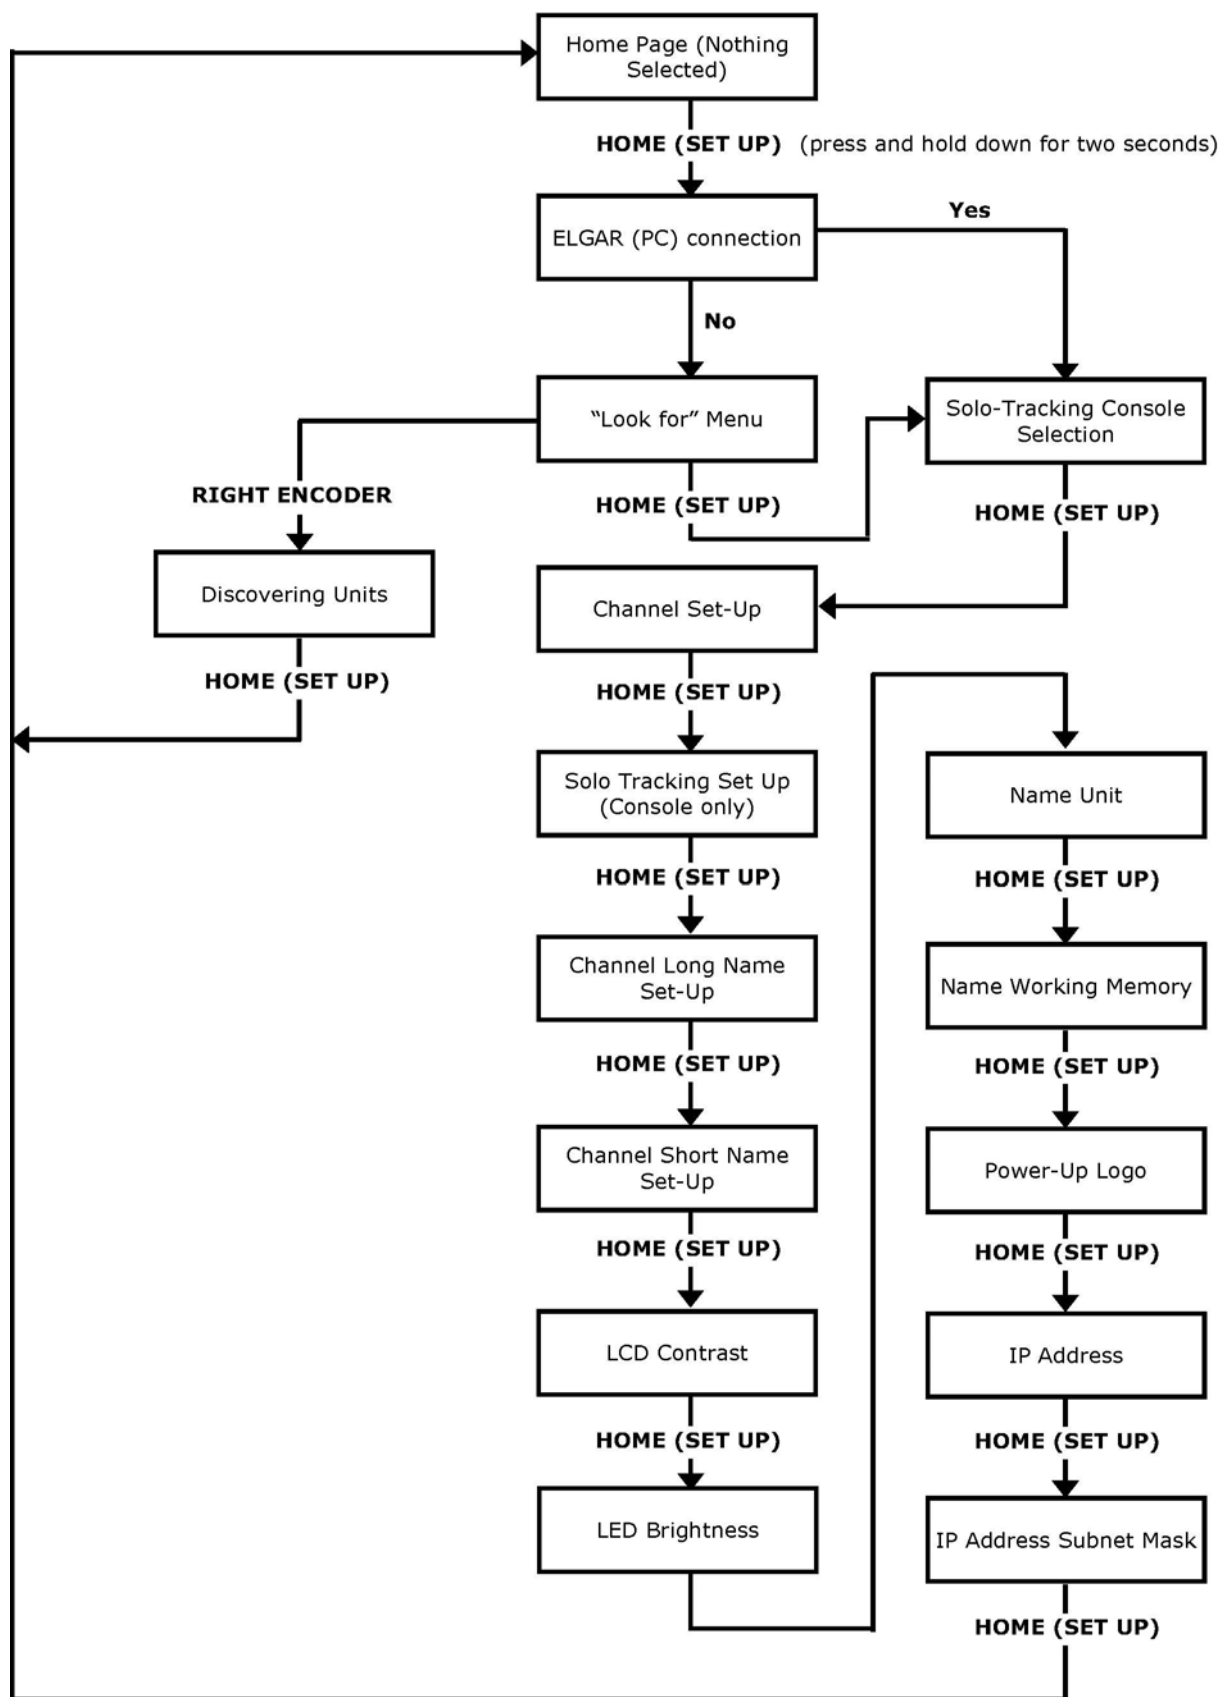 Home Page (Nothing
Selected)
HOME (SET UP) (press and hold down for two seconds)
ELGAR (PC) connection
Yes
No
“Look for” Menu
Solo-Tracking Console
Selection
RIGHT ENCODER
HOME (SET UP)
HOME (SET UP)
Discovering Units
HOME (SET UP)
Channel Set-Up
HOME (SET UP)
Solo Tracking Set Up
(Console only)
HOME (SET UP)
Channel Long Name
Set-Up
HOME (SET UP)
Channel Short Name
Set-Up
HOME (SET UP)
LCD Contrast
HOME (SET UP)
LED Brightness
Name Unit
HOME (SET UP)
Name Working Memory
HOME (SET UP)
Power-Up Logo
HOME (SET UP)
IP Address
HOME (SET UP)
IP Address Subnet Mask
HOME (SET UP)